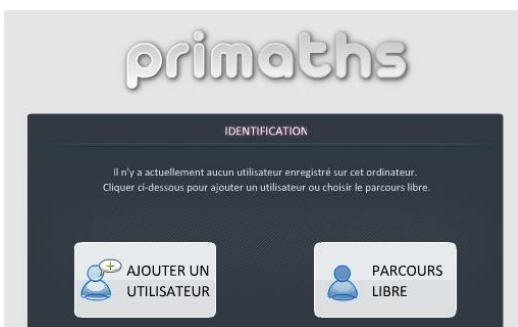 primaths
IDENTIFICATION
Il n'y a actuellement aucun utilisateur enregistré sur cet ordinateur.
Cliquer ci-dessous pour ajouter un utilisateur ou choisir le parcours libre.
AJOUTER UN
UTILISATEUR
PARCOURS
LIBRE